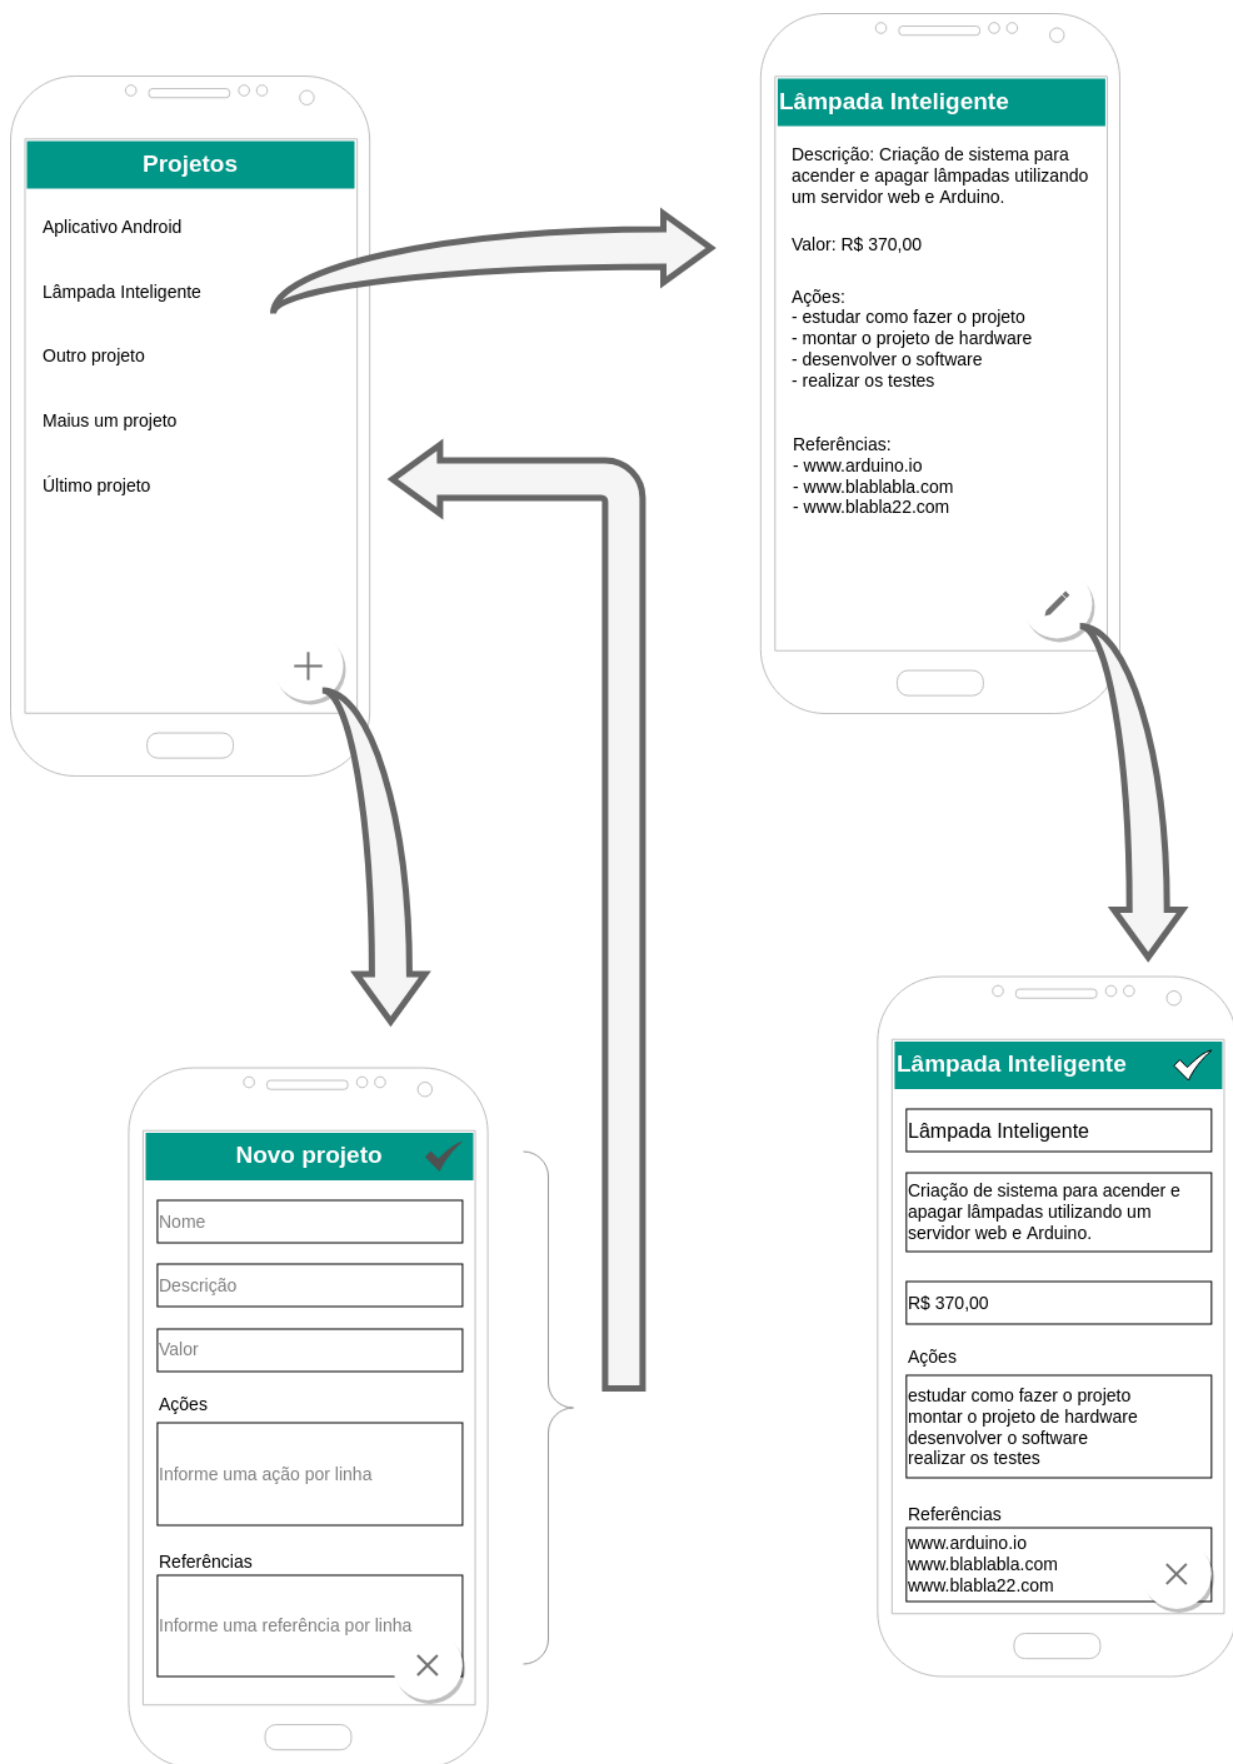 Projetos
Aplicativo Android
Lâmpada Inteligente
Outro projeto
Maius um projeto
Último projeto
Lâmpada Inteligente
Descrição: Criação de sistema para
acender e apagar lâmpadas utilizando
um servidor web e Arduino.
Valor: R$ 370,00
Ações:
- estudar como fazer o projeto
- montar o projeto de hardware
- desenvolver o software
- realizar os testes
Referências:
- www.arduino.io
- www.blablabla.com
- www.blabla22.com
Novo projeto
Nome
Descrição
Valor
Ações
Informe uma ação por linha
Referências
Informe uma referência por linha
Lâmpada Inteligente
Lâmpada Inteligente
Criação de sistema para acender e
apagar lâmpadas utilizando um
servidor web e Arduino.
R$ 370,00
Ações
estudar como fazer o projeto
montar o projeto de hardware
desenvolver o software
realizar os testes
Referências
www.arduino.io
www.blablabla.com
www.blabla22.com